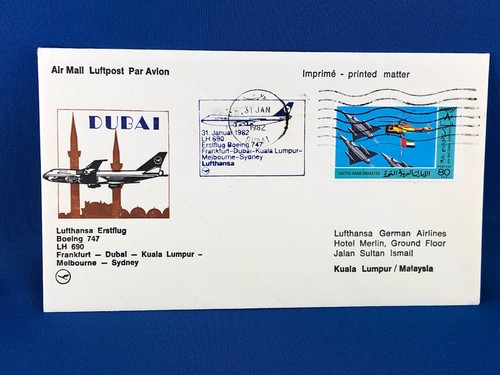 Air Mail Luftpost Par Avion
Imprimé - printed matter
DUBAI
31 JAN
1982
DUBAI
31. Januar 1982
LH 690
Erstflug Boeing 747
Frankfurt-Dubai-Kuala Lumpur-
Melbourne-Sydney
Lufthansa
UNITED ARAB EMIRATES
الإمارات العربية المتحدة
80
Lufthansa Erstflug
Boeing 747
LH 690
Frankfurt – Dubai – Kuala Lumpur –
Melbourne – Sydney
Lufthansa German Airlines
Hotel Merlin, Ground Floor
Jalan Sultan Ismail
Kuala Lumpur / Malaysia